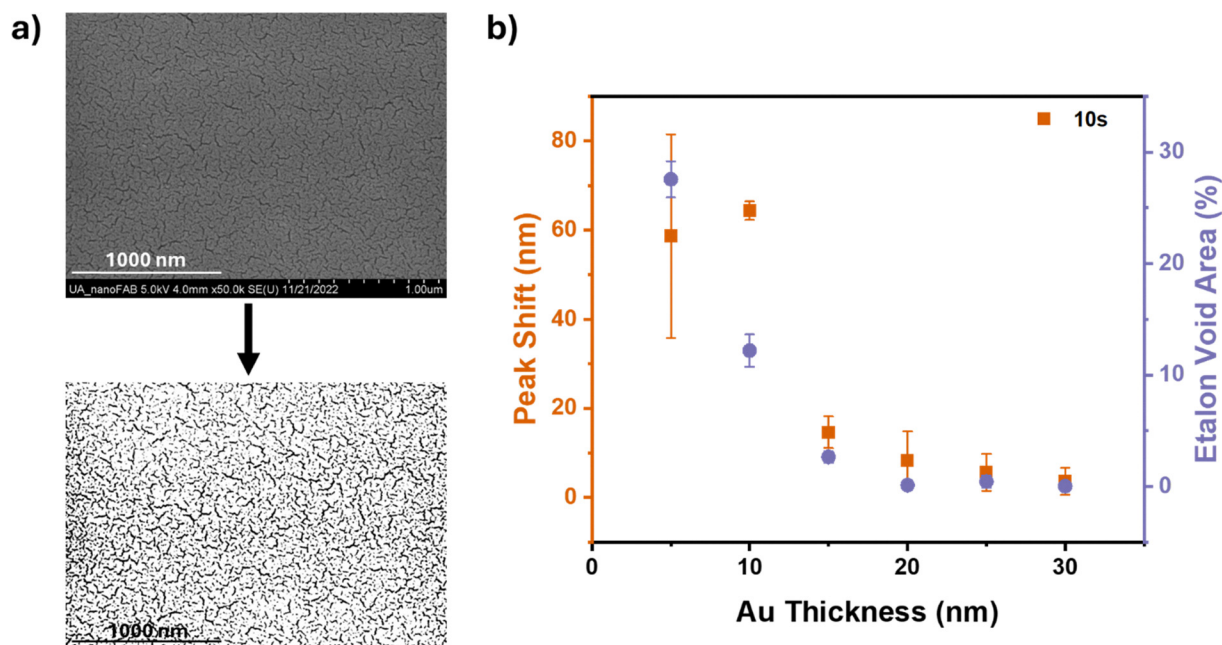 a)
1000 nm
UA_nanoFAB 5.0kV 4.0mm x50.0k SE(U) 11/21/2022 1.00um
1000 nm
b)
10s
80
60
40
20
0
Peak Shift (nm)
30
20
10
0
Etalon Void Area (%)
0 10 20 30
Au Thickness (nm)